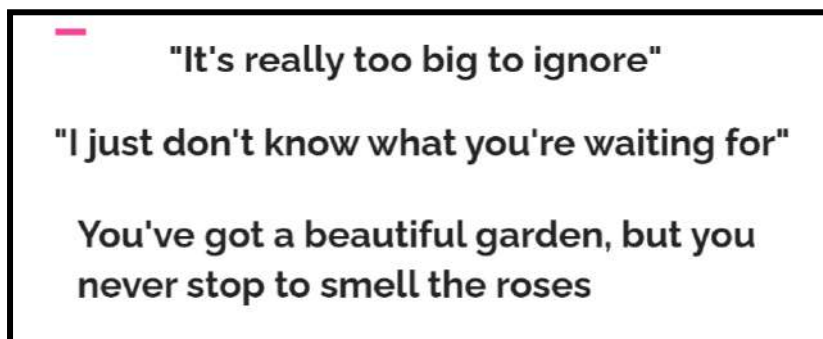 "It's really too big to ignore"
"I just don't know what you're waiting for"
You've got a beautiful garden, but you
never stop to smell the roses